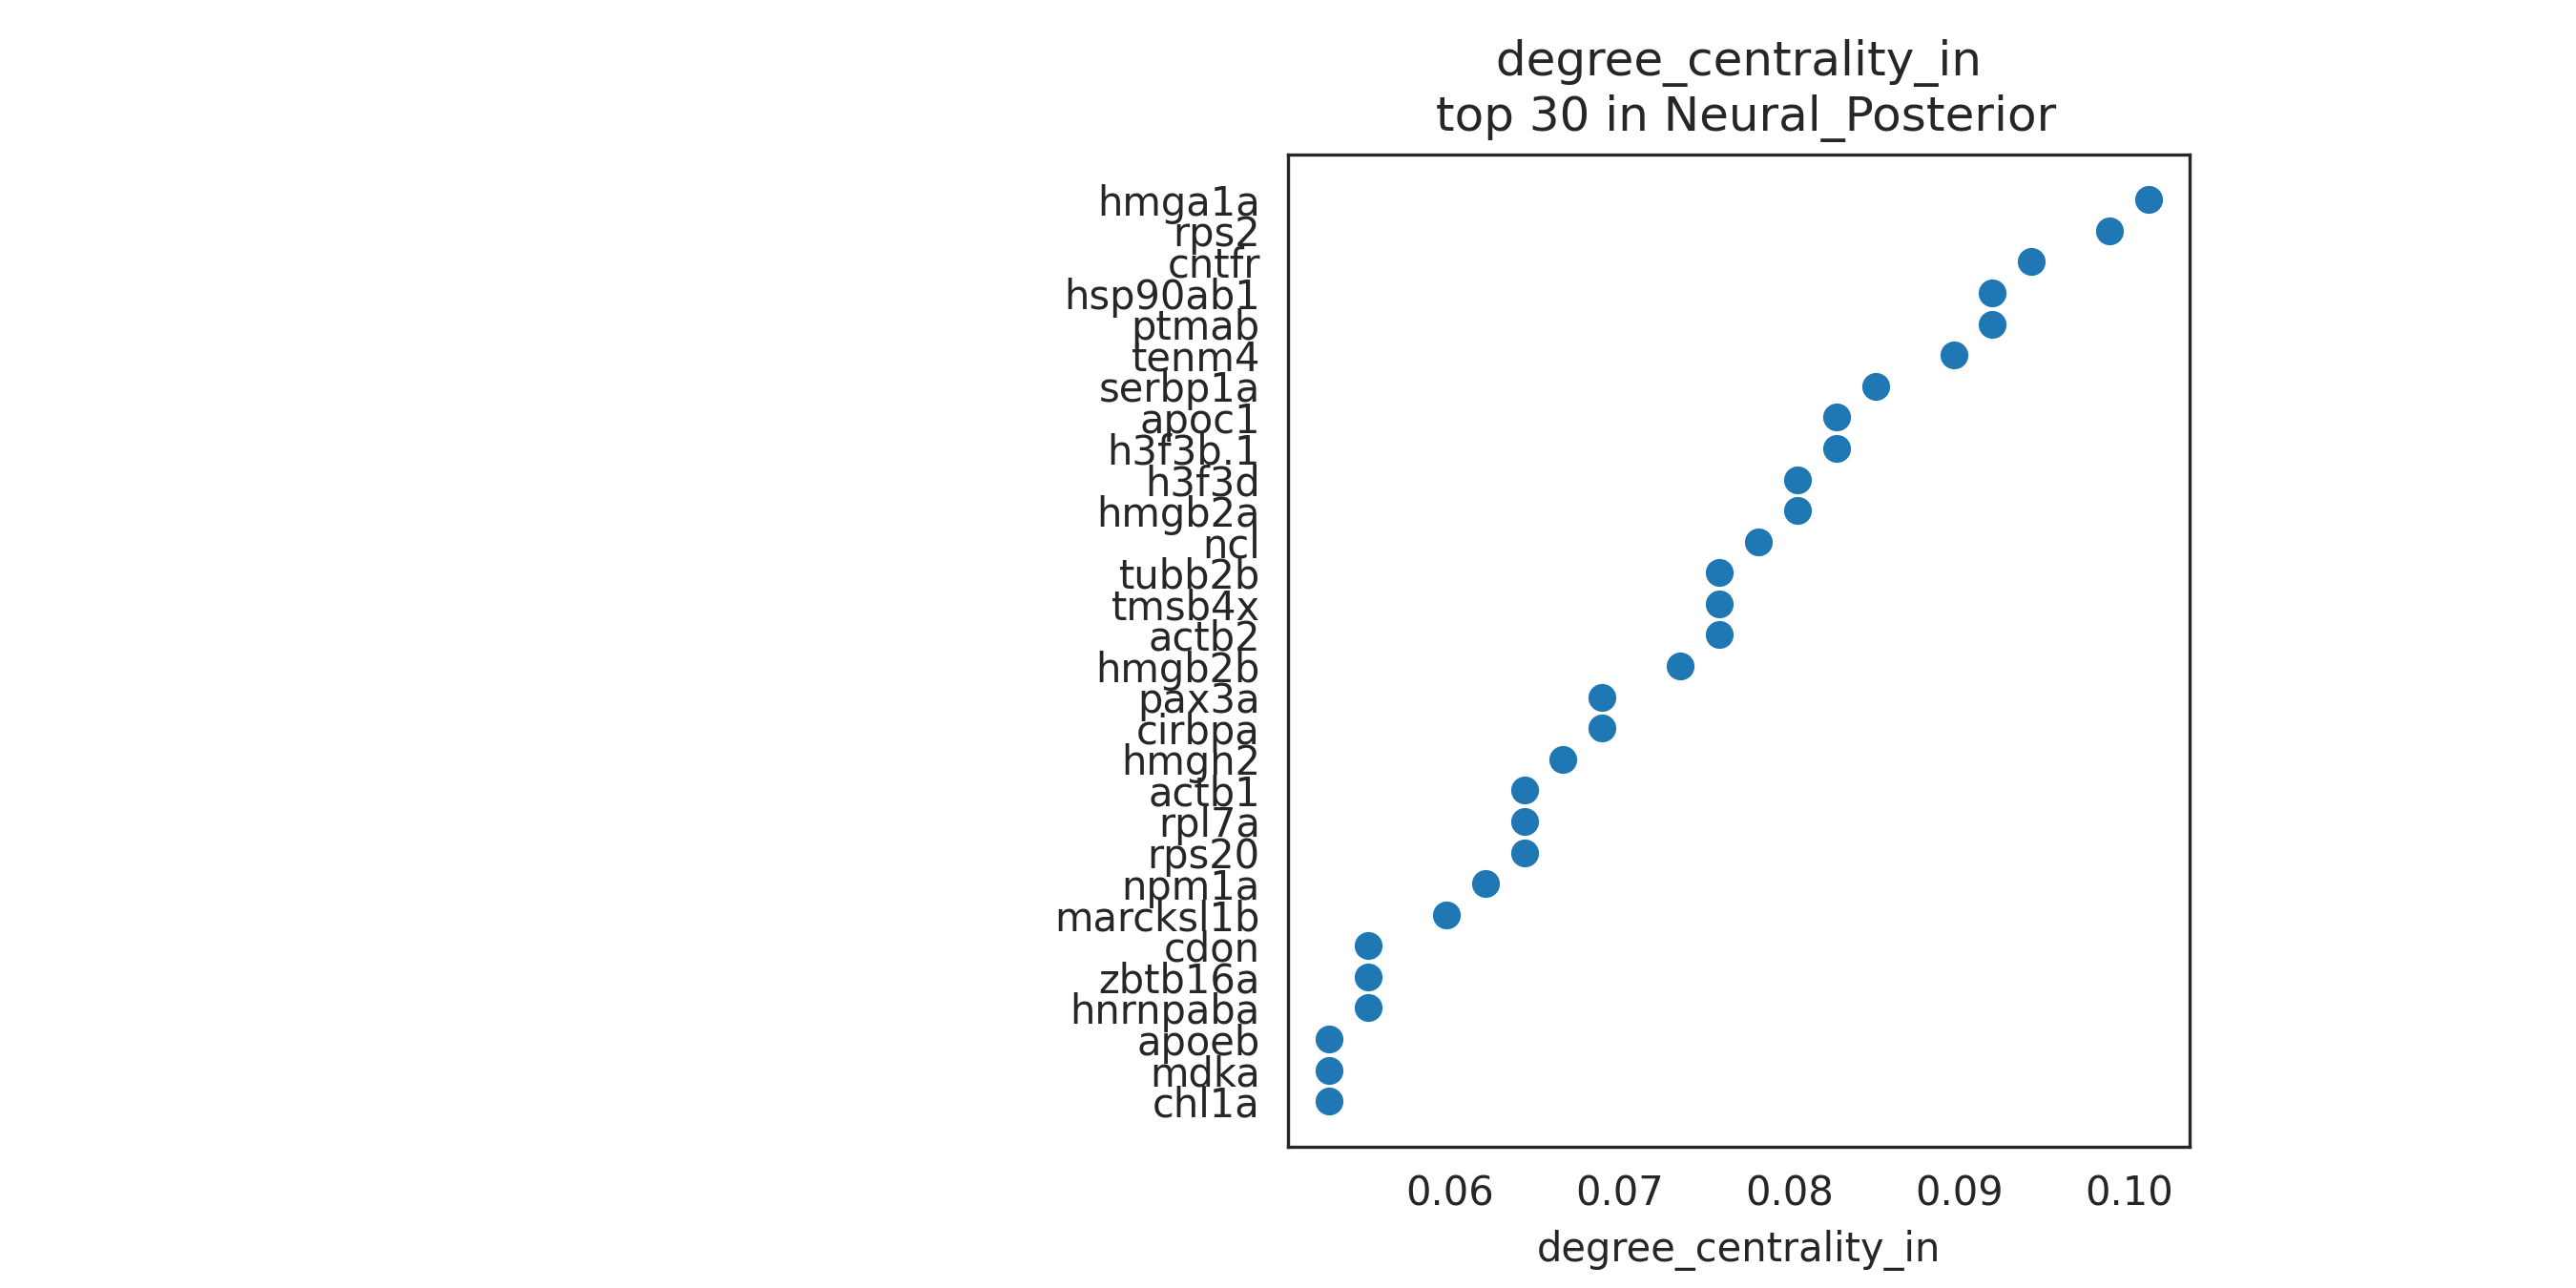 degree_centrality_in
top 30 in Neural_Posterior
hmga1a
rps2
cntfr
hsp90ab1
ptmab
tenm4
serbp1a
apoc1
h3f3b.1
h3f3d
hmgb2a
ncl
tubb2b
tmsb4x
actb2
hmgb2b
pax3a
cirbpa
hmgn2
actb1
rpl7a
rps20
npm1a
marcksl1b
cdon
zbtb16a
hnrnpaba
apoeb
mdka
chl1a
0.06 0.07 0.08 0.09 0.10
degree_centrality_in